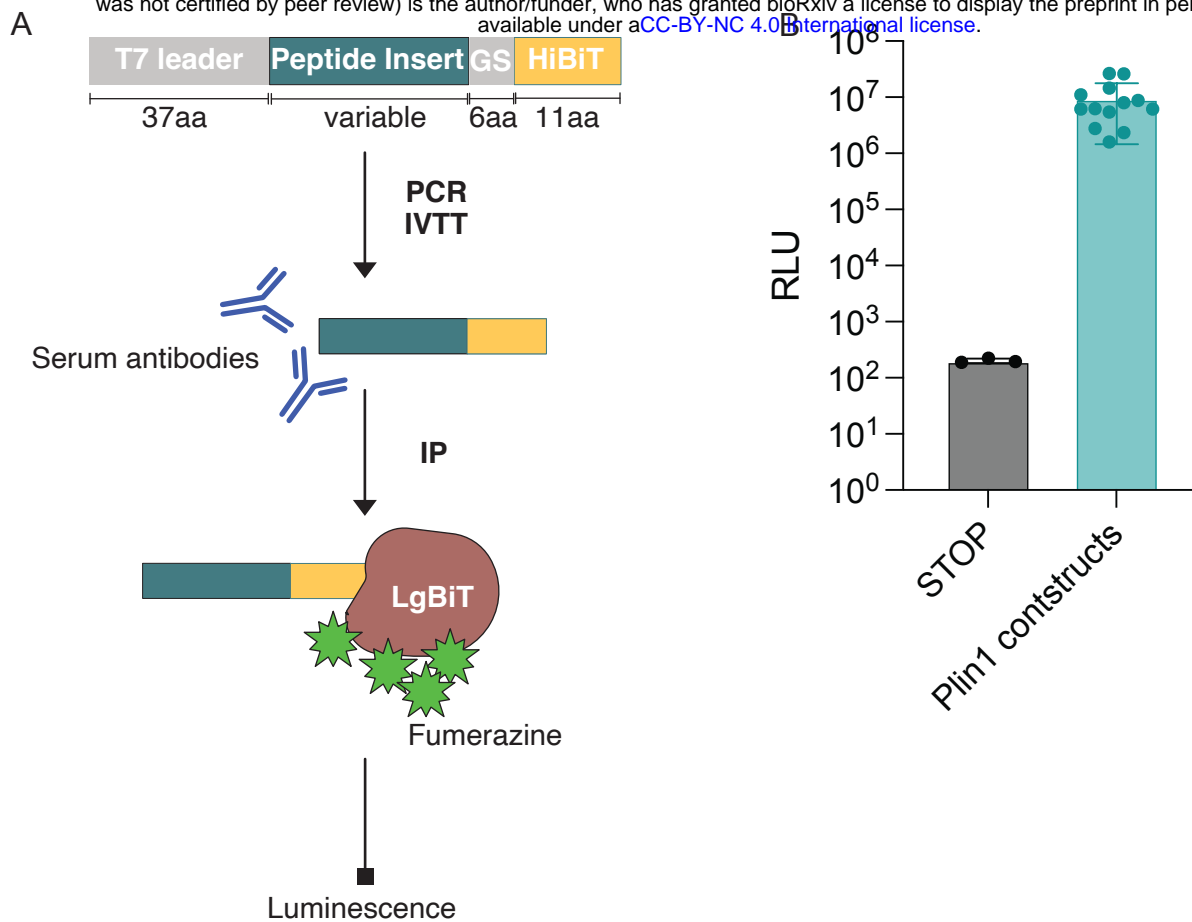 was not certified by peer review) is the author/funder, who has granted bioRxiv a license to display the preprint in
available under aCC-BY-NC 4.0 International license.
A
T7 leader Peptide Insert GS HiBiT
37aa variable 6aa 11aa
PCR
IVTT
Serum antibodies
IP
LgBiT
Fumerazine
Luminescence
B
RLU
10⁸
10⁷
10⁶
10⁵
10⁴
10³
10²
10¹
10⁰
STOP
Plin1 contstructs